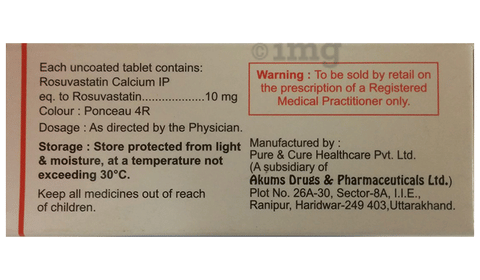 ©img
Each uncoated tablet contains:
Rosuvastatin Calcium IP
eq. to Rosuvastatin...................10 mg
Colour : Ponceau 4R
Dosage : As directed by the Physician.
Storage : Store protected from light
& moisture, at a temperature not
exceeding 30°C.
Keep all medicines out of reach
of children.
Warning : To be sold by retail on
the prescription of a Registered
Medical Practitioner only.
Manufactured by :
Pure & Cure Healthcare Pvt. Ltd.
(A subsidiary of
Akums Drugs & Pharmaceuticals Ltd.)
Plot No. 26A-30, Sector-8A, I.I.E.,
Ranipur, Haridwar-249 403,Uttarakhand.